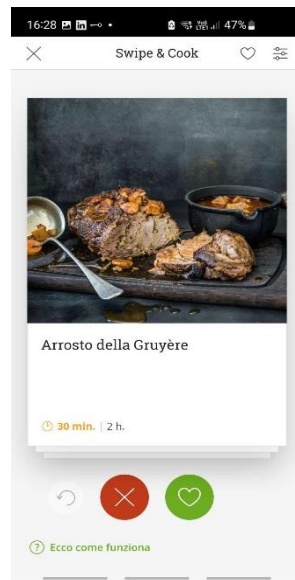 16:28 47%
Swipe & Cook
Arrosto della Gruyère
30 min. | 2 h.
Ecco come funziona